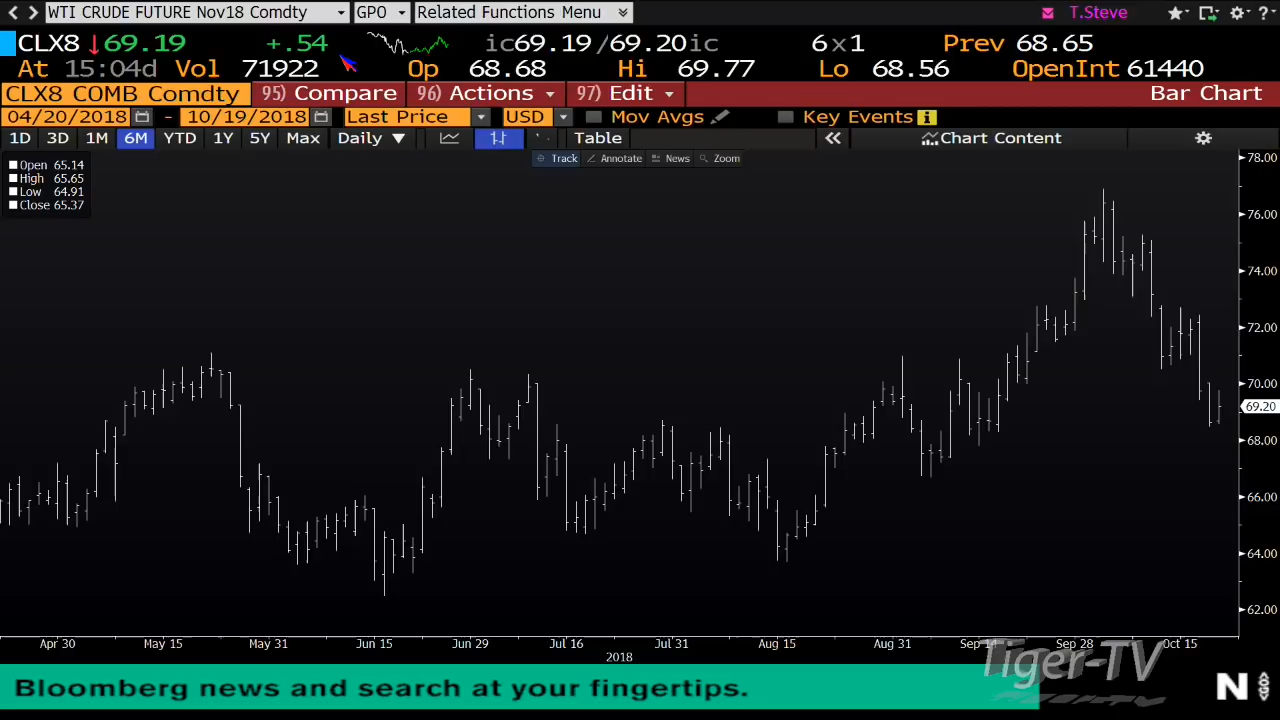 WTI CRUDE FUTURE Nov18 Comdty GPO Related Functions Menu T.Steve
CLX8 69.19 +.54 ic69.19/69.20ic 6x1 Prev 68.65
At 15:04d Vol 71922 Op 68.68 Hi 69.77 Lo 68.56 OpenInt 61440
CLX8 COMB Comdty 95) Compare 96) Actions 97) Edit Bar Chart
04/20/2018 - 10/19/2018 Last Price USD Mov Avgs Key Events
1D 3D 1M 6M YTD 1Y 5Y Max Daily Table Chart Content
Track Annotate News Zoom
Open 65.14
High 65.65
Low 64.91
Close 65.37
78.00
76.00
74.00
72.00
70.00
69.20
68.00
66.00
64.00
62.00
Apr 30 May 15 May 31 Jun 15 Jun 29 Jul 16 Jul 31 Aug 15 Aug 31 Sep 14 Sep 28 Oct 15
2018
Tiger-TV
Bloomberg news and search at your fingertips.